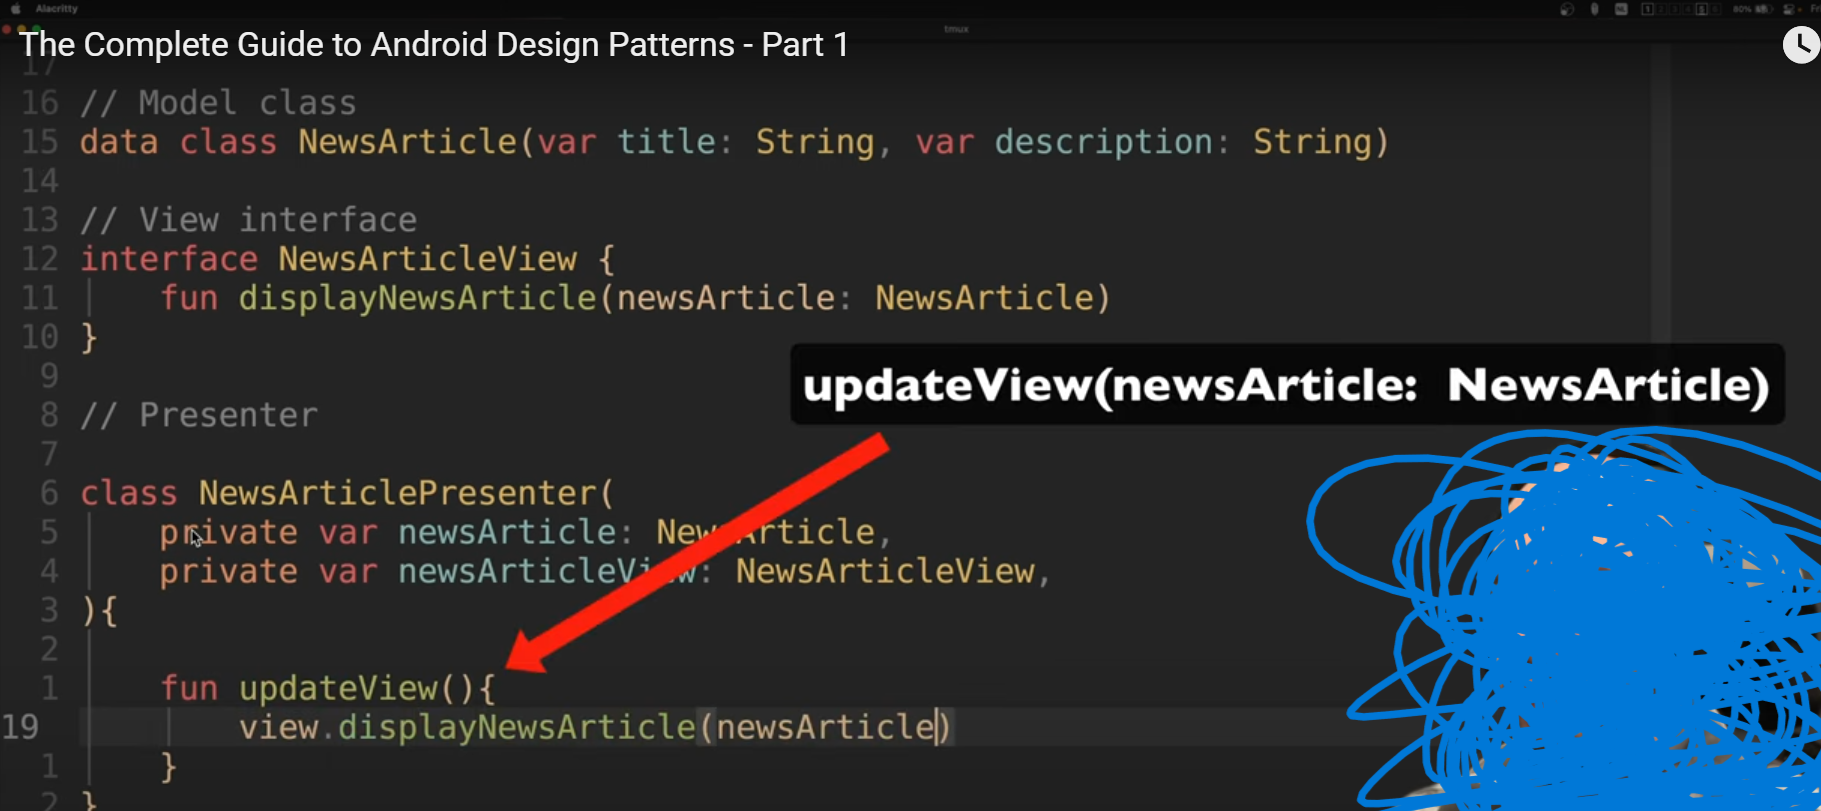 Alacritty
80%
tmux
The Complete Guide to Android Design Patterns - Part 1
17
16 // Model class
15 data class NewsArticle(var title: String, var description: String)
14
13 // View interface
12 interface NewsArticleView {
11 fun displayNewsArticle(newsArticle: NewsArticle)
10 }
9
updateView(newsArticle: NewsArticle)
8 // Presenter
7
6 class NewsArticlePresenter(
5 private var newsArticle: NewsArticle,
4 private var newsArticleView: NewsArticleView,
3 ){
2
1 fun updateView(){
19 view.displayNewsArticle(newsArticle)
1 }
2 }